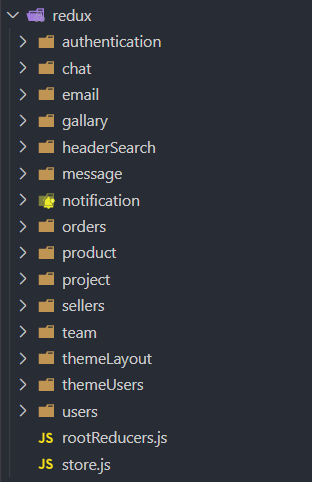 redux
authentication
chat
email
gallary
headerSearch
message
notification
orders
product
project
sellers
team
themeLayout
themeUsers
users
JS rootReducers.js
JS store.js